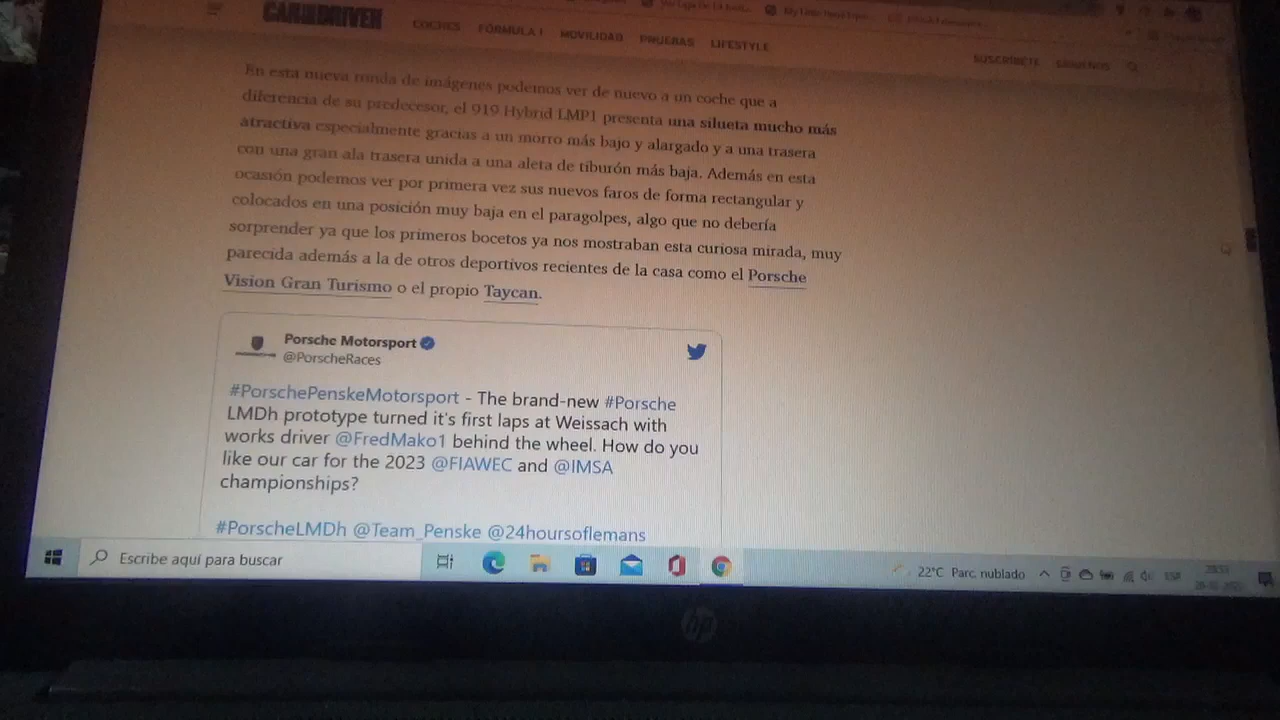 CAR AND DRIVER
COCHES FÓRMULA 1 MOVILIDAD PRUEBAS LIFESTYLE
SUSCRÍBETE SÍGUENOS
En esta nueva ronda de imágenes podemos ver de nuevo a un coche que a
diferencia de su predecesor, el 919 Hybrid LMP1 presenta una silueta mucho más
atractiva especialmente gracias a un morro más bajo y alargado y a una trasera
con una gran ala trasera unida a una aleta de tiburón más baja. Además en esta
ocasión podemos ver por primera vez sus nuevos faros de forma rectangular y
colocados en una posición muy baja en el paragolpes, algo que no debería
sorprender ya que los primeros bocetos ya nos mostraban esta curiosa mirada, muy
parecida además a la de otros deportivos recientes de la casa como el Porsche
Vision Gran Turismo o el propio Taycan.
Porsche Motorsport
@PorscheRaces
#PorschePenskeMotorsport - The brand-new #Porsche
LMDh prototype turned it's first laps at Weissach with
works driver @FredMako1 behind the wheel. How do you
like our car for the 2023 @FIAWEC and @IMSA
championships?
#PorscheLMDh @Team_Penske @24hoursoflemans
Escribe aquí para buscar
22°C Parc. nublado
ESP
hp